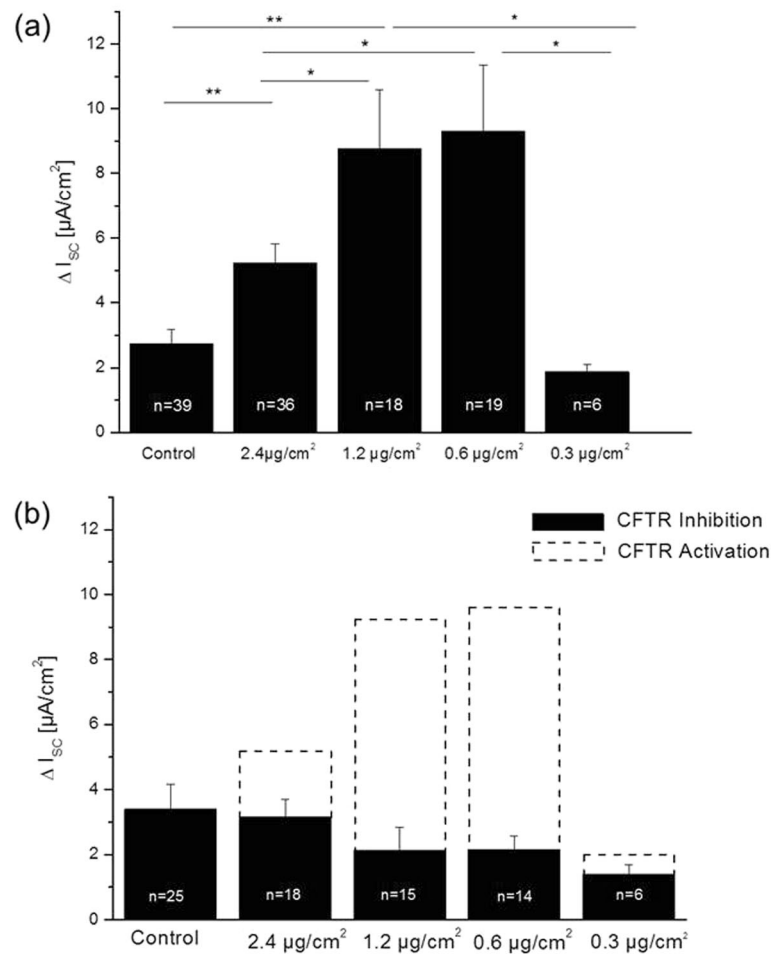 (a)
** *
* *
** *
12
10
8
6
4
2
0
Δ I_SC [µA/cm²]
n=39 n=36 n=18 n=19 n=6
Control 2.4µg/cm² 1.2 µg/cm² 0.6 µg/cm² 0.3 µg/cm²
(b)
CFTR Inhibition
CFTR Activation
12
10
8
6
4
2
0
Δ I_SC [µA/cm²]
n=25 n=18 n=15 n=14 n=6
Control 2.4 µg/cm² 1.2 µg/cm² 0.6 µg/cm² 0.3 µg/cm²